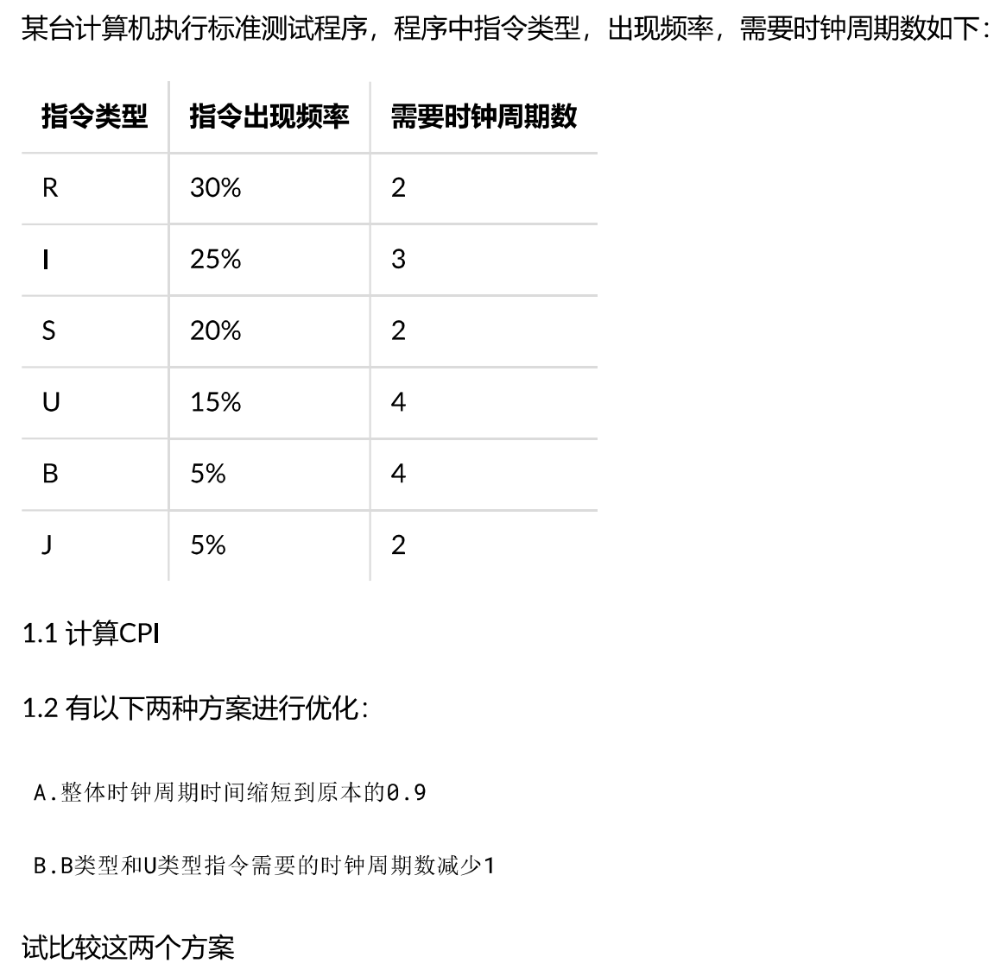 某台计算机执行标准测试程序，程序中指令类型，出现频率，需要时钟周期数如下：
指令类型 指令出现频率 需要时钟周期数
R 30% 2
I 25% 3
S 20% 2
U 15% 4
B 5% 4
J 5% 2
1.1 计算CPI
1.2 有以下两种方案进行优化：
A.整体时钟周期时间缩短到原本的0.9
B.B类型和U类型指令需要的时钟周期数减少1
试比较这两个方案